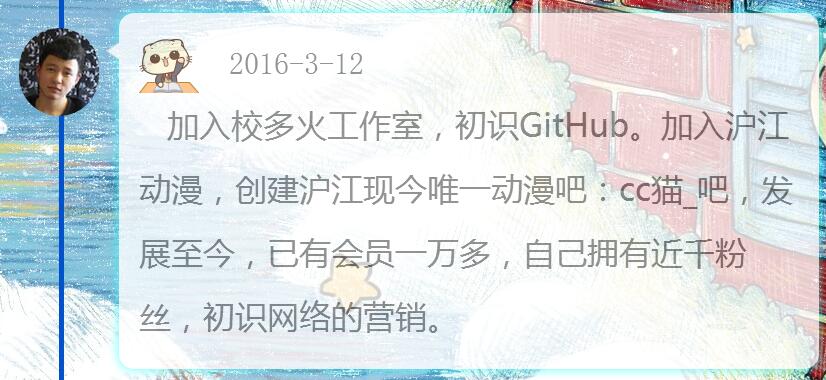 2016-3-12
加入校多火工作室，初识GitHub。加入沪江
动漫，创建沪江现今唯一动漫吧：cc猫_吧，发
展至今，已有会员一万多，自己拥有近千粉
丝，初识网络的营销。